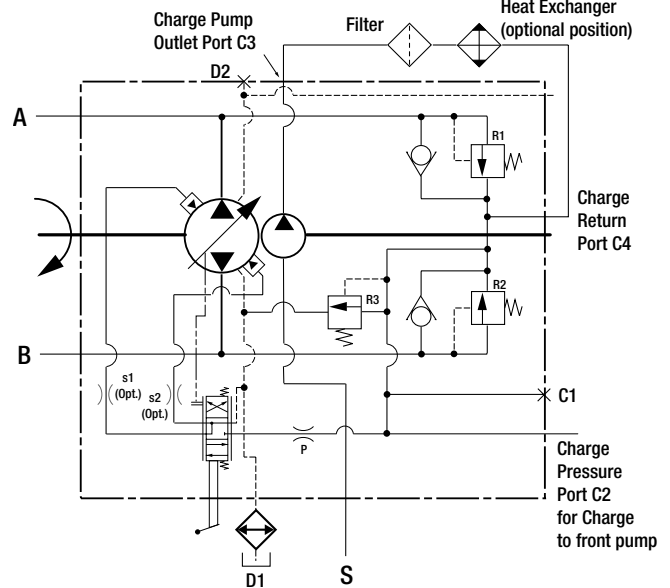 Heat Exchanger
(optional position)
Charge Pump
Outlet Port C3
Filter
D2
A
R1
Charge
Return
Port C4
R3
R2
B
s1
(Opt.)
s2
(Opt.)
C1
P
Charge
Pressure
Port C2
for Charge
to front pump
D1
S